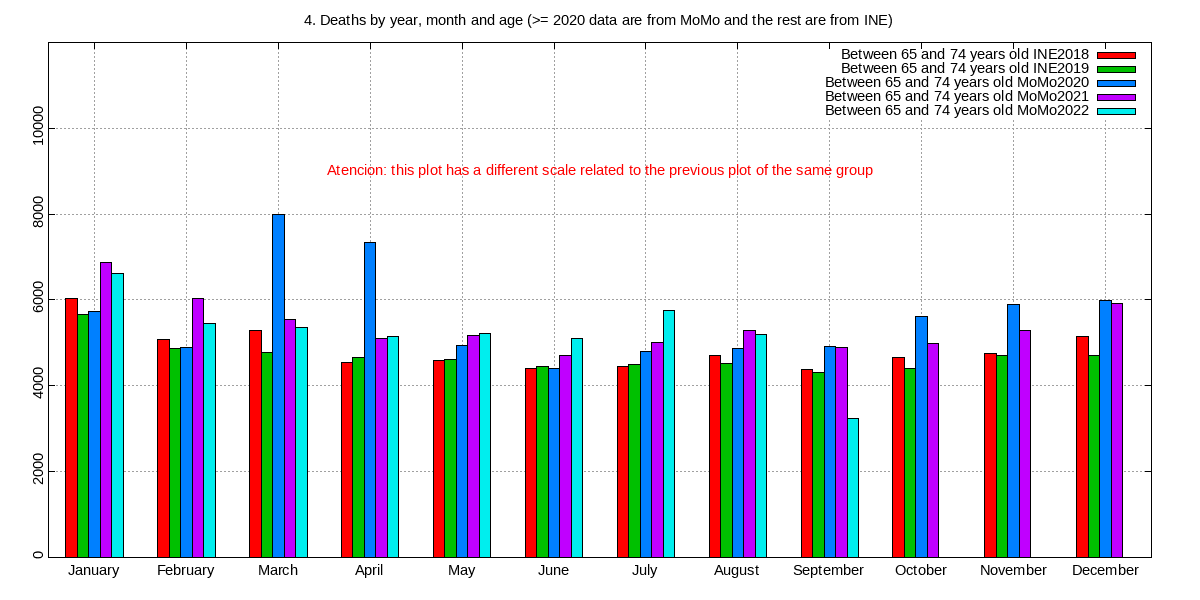 4. Deaths by year, month and age (>= 2020 data are from MoMo and the rest are from INE)
Between 65 and 74 years old INE2018
Between 65 and 74 years old INE2019
Between 65 and 74 years old MoMo2020
Between 65 and 74 years old MoMo2021
Between 65 and 74 years old MoMo2022
Atencion: this plot has a different scale related to the previous plot of the same group
10000
8000
6000
4000
2000
0
January February March April May June July August September October November December